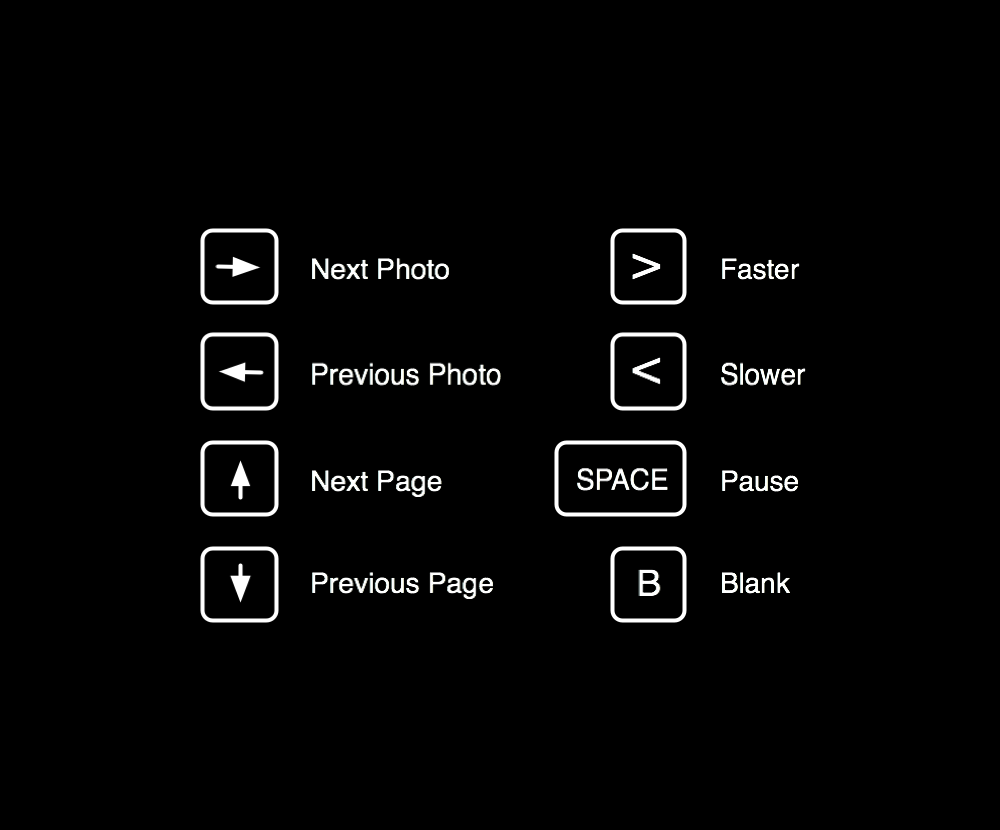 Next Photo
Previous Photo
Next Page
Previous Page
> Faster
< Slower
SPACE Pause
B Blank